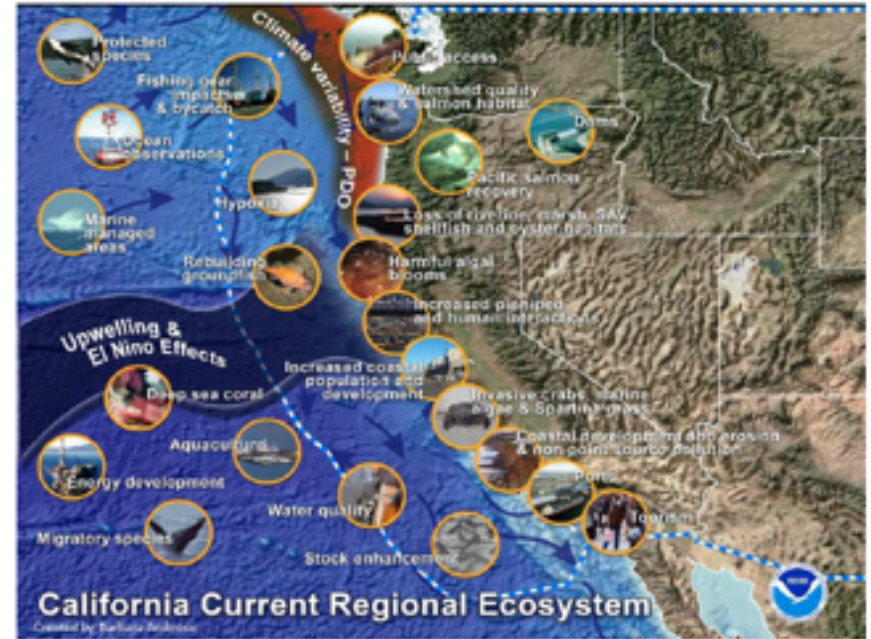 Protected
species
Fishing gear
impacts
& bycatch
Ocean
observations
Marine
managed
areas
Hypoxia
Rebuilding
groundfish
Climate variability – PDO
Public access
Watershed quality
& salmon habitat
Dams
Pacific salmon
recovery
Loss of riverine, marsh, SAV,
shellfish and oyster habitats
Harmful algal
blooms
Increased pinniped
and human interactions
Upwelling &
El Nino Effects
Increased coastal
population and
development
Deep sea coral
Invasive crabs, marine
algae & Spartina grass
Coastal development and erosion
& non-point source pollution
Aquaculture
Energy development
Ports
Water quality
Tourism
Migratory species
Stock enhancement
California Current Regional Ecosystem
Created by